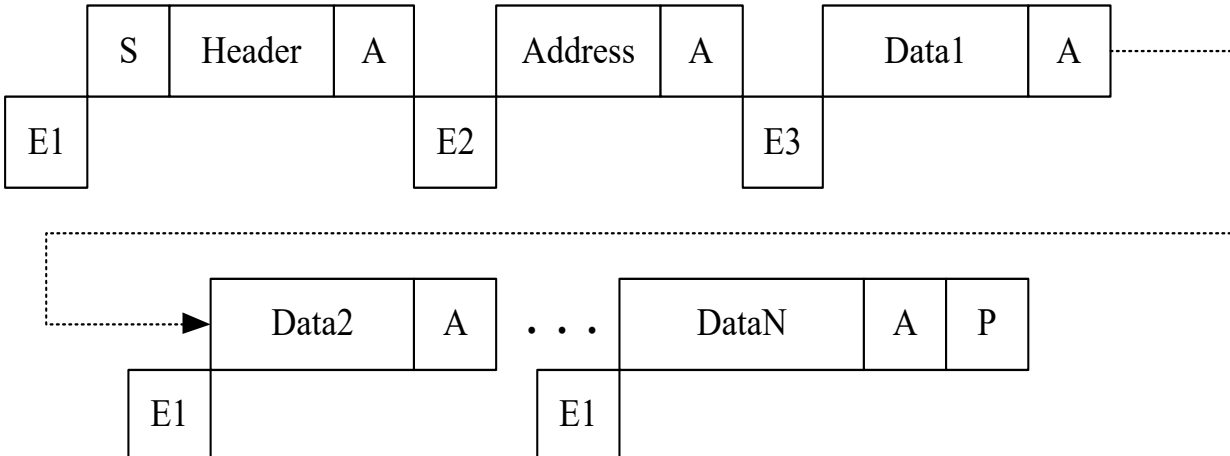 S Header A Address A Data1 A
E1 E2 E3
Data2 A . . . DataN A P
E1 E1